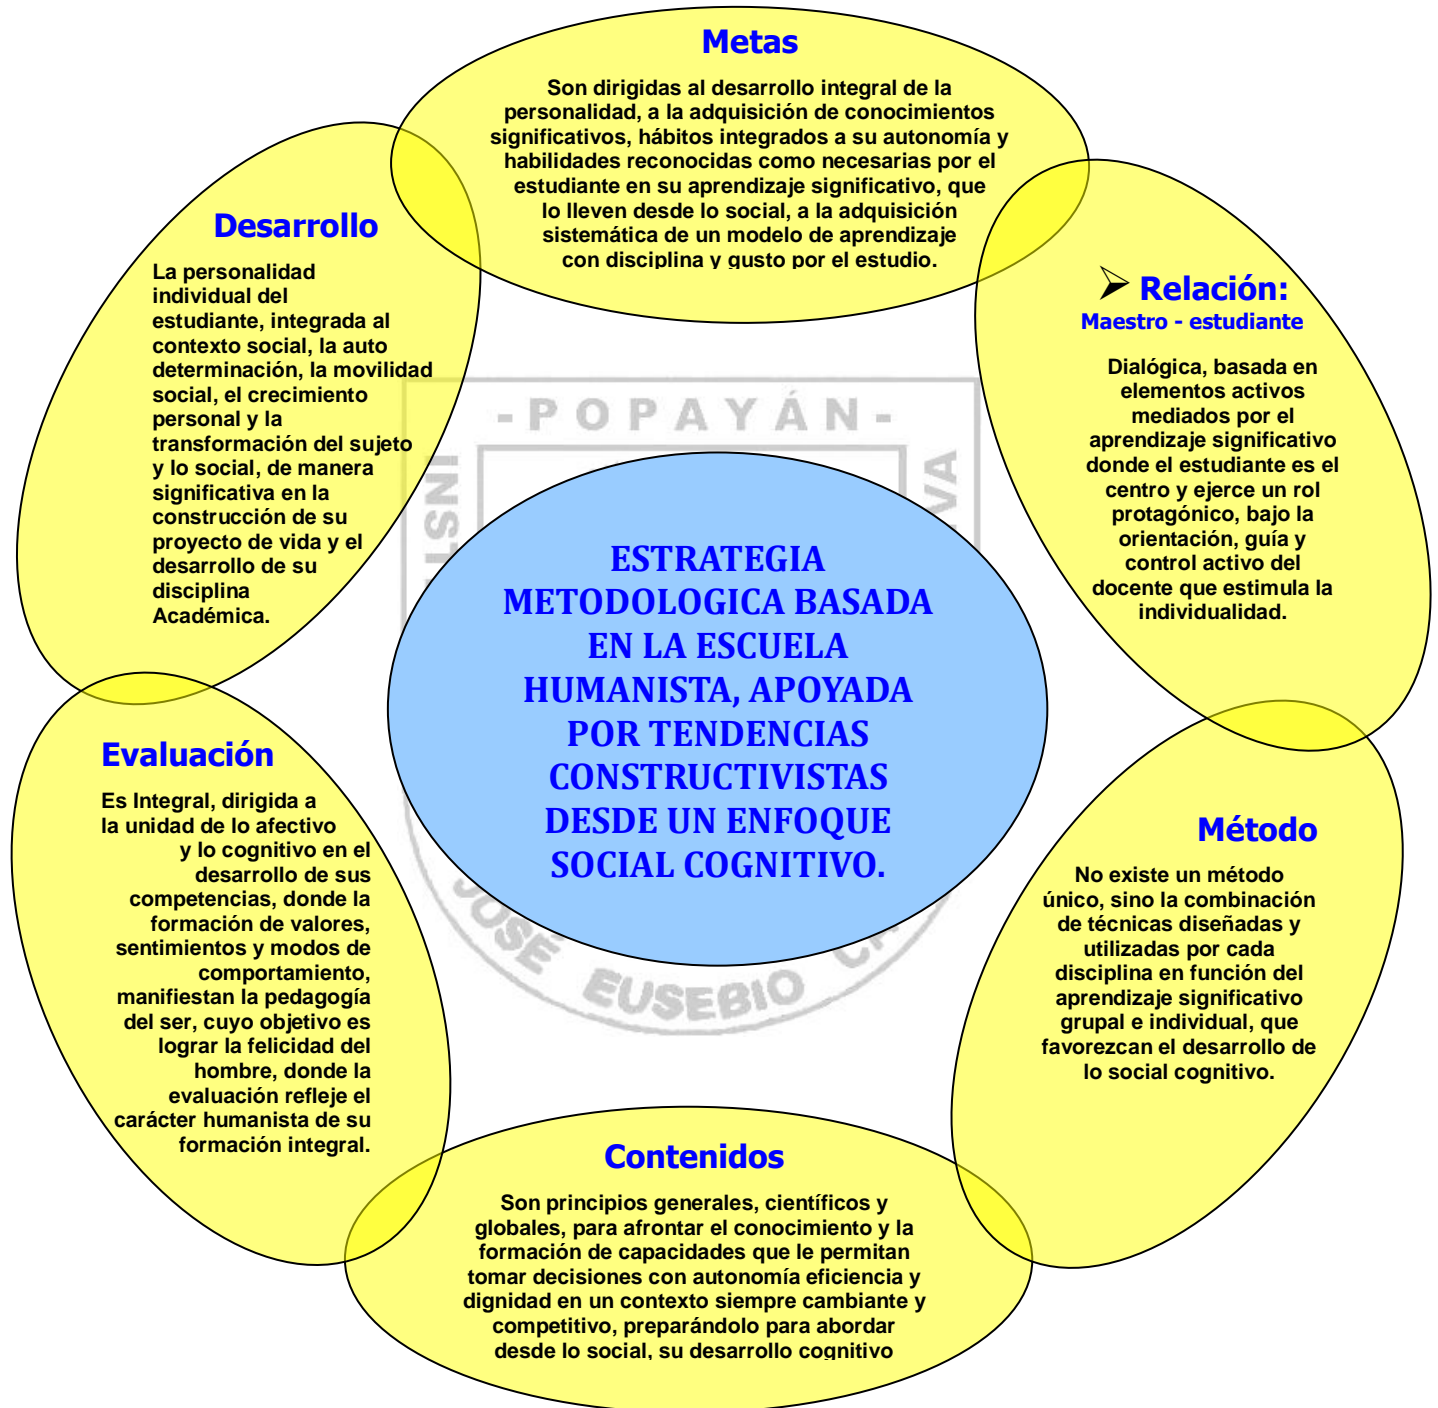 Metas
Son dirigidas al desarrollo integral de la
personalidad, a la adquisición de conocimientos
significativos, hábitos integrados a su autonomía y
habilidades reconocidas como necesarias por el
estudiante en su aprendizaje significativo, que
lo lleven desde lo social, a la adquisición
sistemática de un modelo de aprendizaje
con disciplina y gusto por el estudio.
Desarrollo
La personalidad
individual del
estudiante, integrada al
contexto social, la auto
determinación, la movilidad
social, el crecimiento
personal y la
transformación del sujeto
y lo social, de manera
significativa en la
construcción de su
proyecto de vida y el
desarrollo de su
disciplina
Académica.
➢ Relación:
Maestro - estudiante
Dialógica, basada en
elementos activos
mediados por el
aprendizaje significativo
donde el estudiante es el
centro y ejerce un rol
protagónico, bajo la
orientación, guía y
control activo del
docente que estimula la
individualidad.
- POPAYÁN -
ESTRATEGIA
METODOLOGICA BASADA
EN LA ESCUELA
HUMANISTA, APOYADA
POR TENDENCIAS
CONSTRUCTIVISTAS
DESDE UN ENFOQUE
SOCIAL COGNITIVO.
JOSÉ EUSEBIO
Evaluación
Es Integral, dirigida a
la unidad de lo afectivo
y lo cognitivo en el
desarrollo de sus
competencias, donde la
formación de valores,
sentimientos y modos de
comportamiento,
manifiestan la pedagogía
del ser, cuyo objetivo es
lograr la felicidad del
hombre, donde la
evaluación refleje el
carácter humanista de su
formación integral.
Método
No existe un método
único, sino la combinación
de técnicas diseñadas y
utilizadas por cada
disciplina en función del
aprendizaje significativo
grupal e individual, que
favorezcan el desarrollo de
lo social cognitivo.
Contenidos
Son principios generales, científicos y
globales, para afrontar el conocimiento y la
formación de capacidades que le permitan
tomar decisiones con autonomía eficiencia y
dignidad en un contexto siempre cambiante y
competitivo, preparándolo para abordar
desde lo social, su desarrollo cognitivo